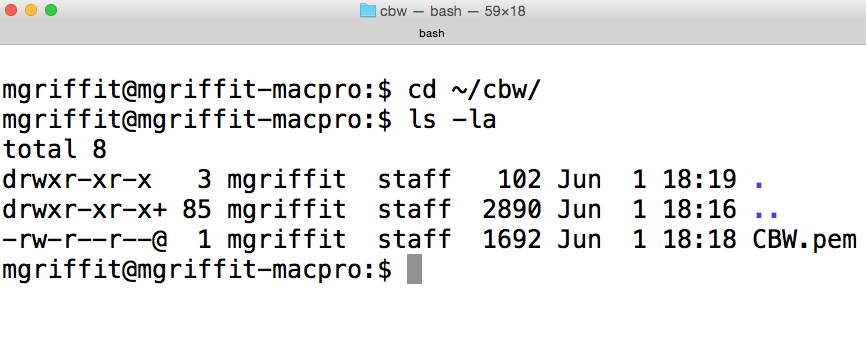 cbw — bash — 59×18
bash
mgriffit@mgriffit-macpro:$ cd ~/cbw/
mgriffit@mgriffit-macpro:$ ls -la
total 8
drwxr-xr-x   3 mgriffit  staff   102 Jun  1 18:19 .
drwxr-xr-x+ 85 mgriffit  staff  2890 Jun  1 18:16 ..
-rw-r--r--@  1 mgriffit  staff  1692 Jun  1 18:18 CBW.pem
mgriffit@mgriffit-macpro:$